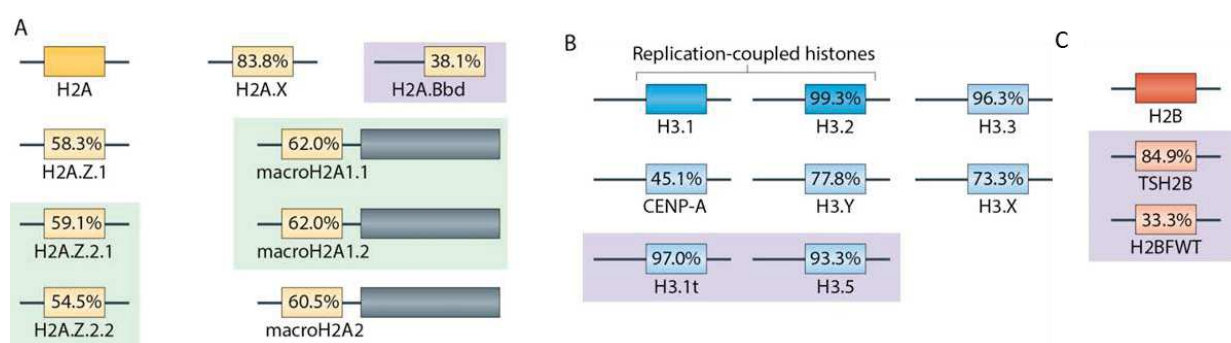 A
H2A
83.8%
H2A.X
38.1%
H2A.Bbd
58.3%
H2A.Z.1
62.0%
macroH2A1.1
59.1%
H2A.Z.2.1
62.0%
macroH2A1.2
54.5%
H2A.Z.2.2
60.5%
macroH2A2
B
Replication-coupled histones
H3.1
99.3%
H3.2
96.3%
H3.3
45.1%
CENP-A
77.8%
H3.Y
73.3%
H3.X
97.0%
H3.1t
93.3%
H3.5
C
H2B
84.9%
TSH2B
33.3%
H2BFWT